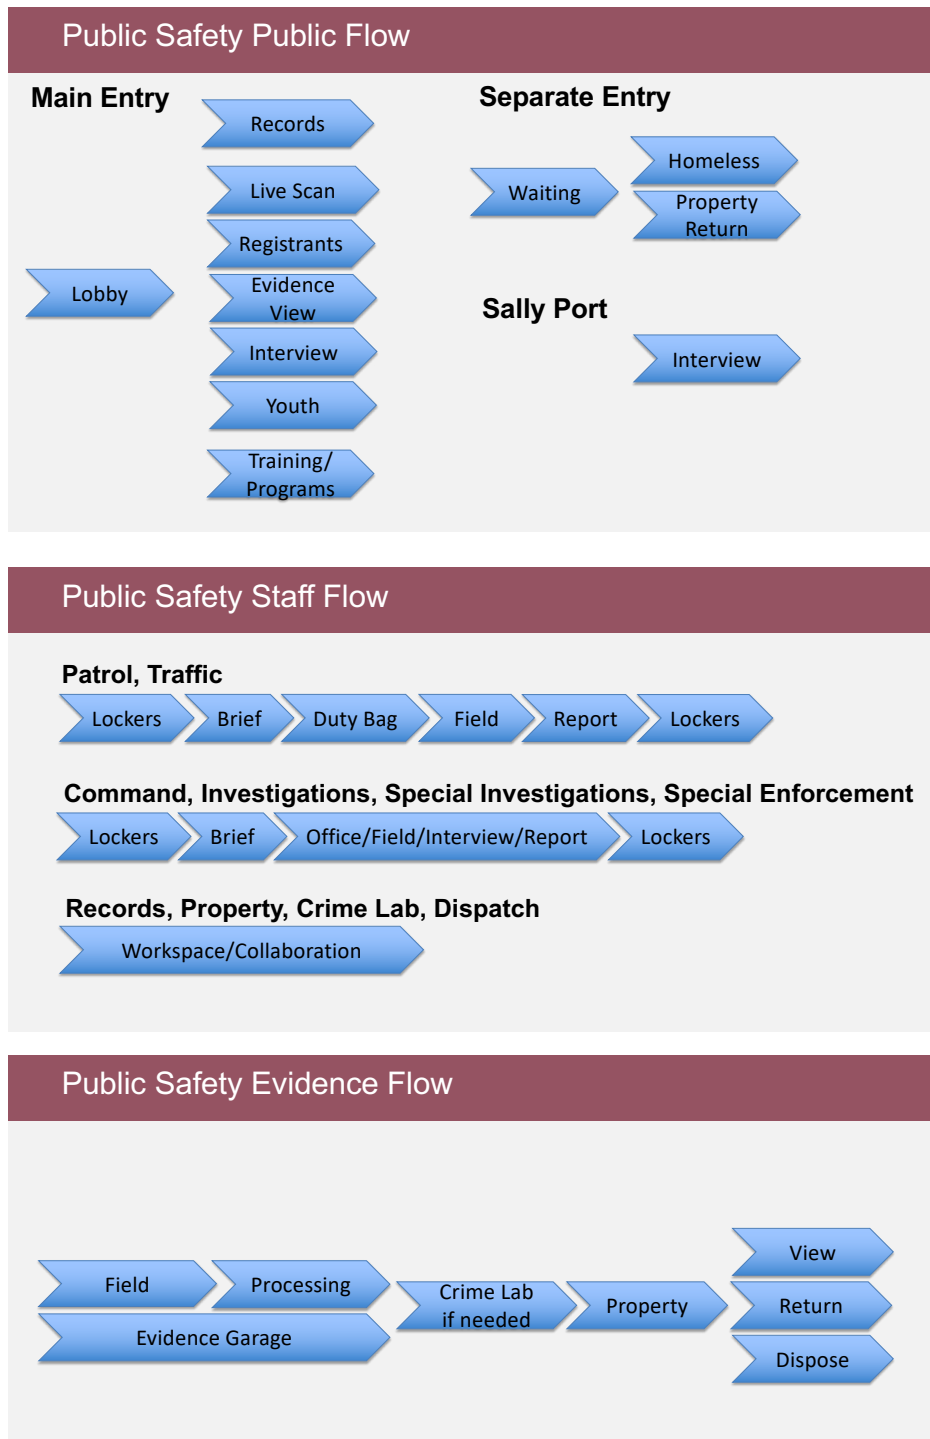 Public Safety Public Flow
Main Entry
Lobby
Records
Live Scan
Registrants
Evidence
View
Interview
Youth
Training/
Programs
Separate Entry
Waiting
Homeless
Property
Return
Sally Port
Interview
Public Safety Staff Flow
Patrol, Traffic
Lockers Brief Duty Bag Field Report Lockers
Command, Investigations, Special Investigations, Special Enforcement
Lockers Brief Office/Field/Interview/Report Lockers
Records, Property, Crime Lab, Dispatch
Workspace/Collaboration
Public Safety Evidence Flow
Field Processing
Evidence Garage
Crime Lab
if needed
Property
View
Return
Dispose